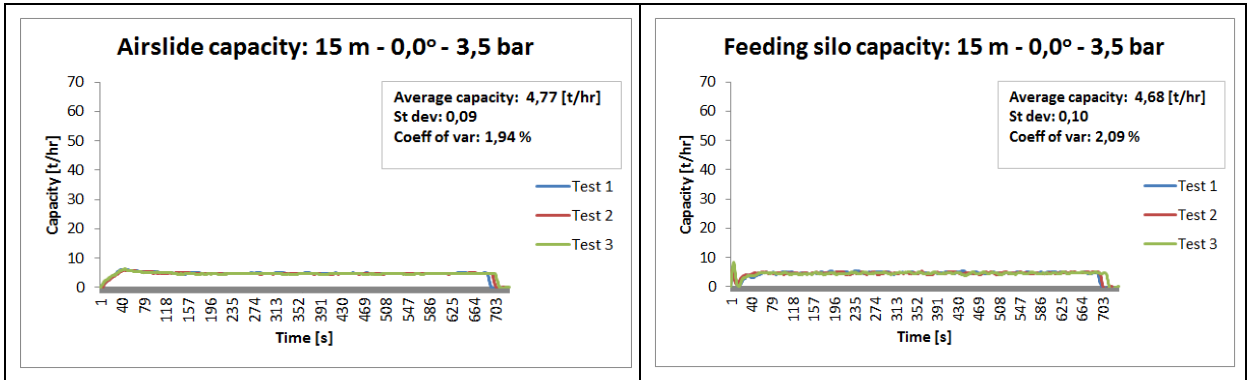 Airslide capacity: 15 m - 0,0° - 3,5 bar
Average capacity: 4,77 [t/hr]
St dev: 0,09
Coeff of var: 1,94 %
Capacity [t/hr]
70
60
50
40
30
20
10
0
Test 1
Test 2
Test 3
1 40 79 118 157 196 235 274 313 352 391 430 469 508 547 586 625 664 703
Time [s]
Feeding silo capacity: 15 m - 0,0° - 3,5 bar
Average capacity: 4,68 [t/hr]
St dev: 0,10
Coeff of var: 2,09 %
Capacity [t/hr]
70
60
50
40
30
20
10
0
Test 1
Test 2
Test 3
1 40 79 118 157 196 235 274 313 352 391 430 469 508 547 586 625 664 703
Time [s]